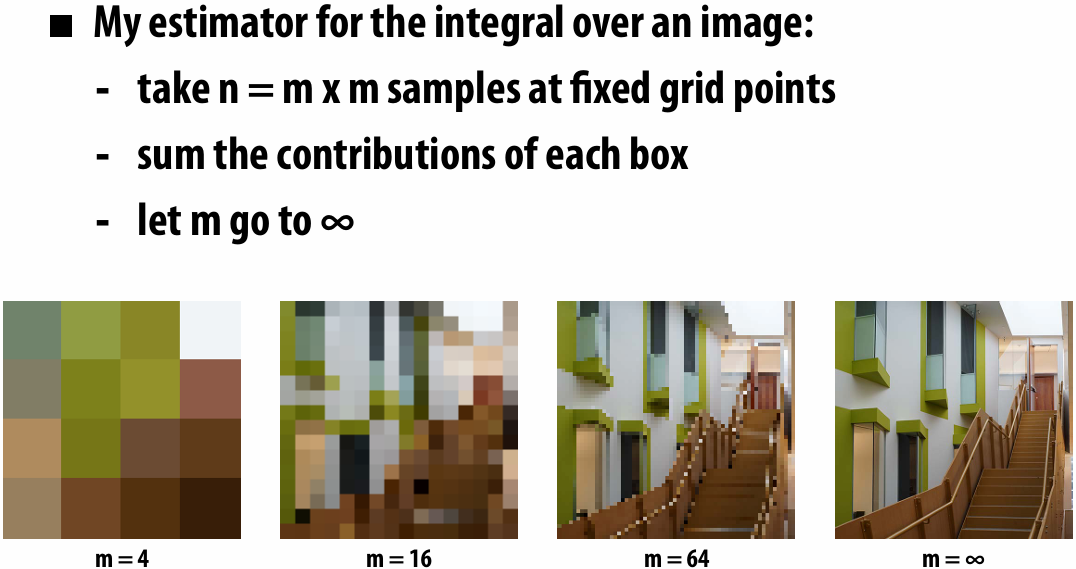 ■ My estimator for the integral over an image:
- take n = m x m samples at fixed grid points
- sum the contributions of each box
- let m go to ∞
m = 4
m = 16
m = 64
m = ∞